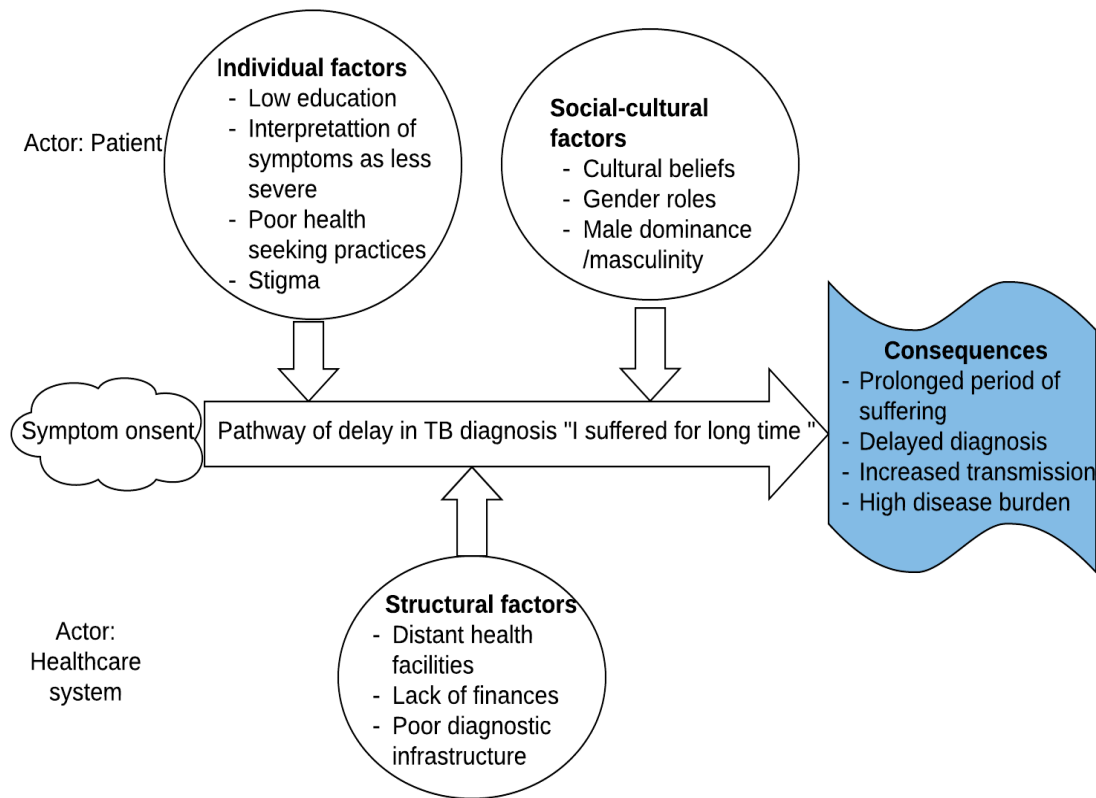 Individual factors
- Low education
- Interpretattion of
symptoms as less
severe
- Poor health
seeking practices
- Stigma
Actor: Patient
Social-cultural
factors
- Cultural beliefs
- Gender roles
- Male dominance
/masculinity
Symptom onsent
Pathway of delay in TB diagnosis "I suffered for long time "
Consequences
- Prolonged period of
suffering
- Delayed diagnosis
- Increased transmission
- High disease burden
Actor:
Healthcare
system
Structural factors
- Distant health
facilities
- Lack of finances
- Poor diagnostic
infrastructure